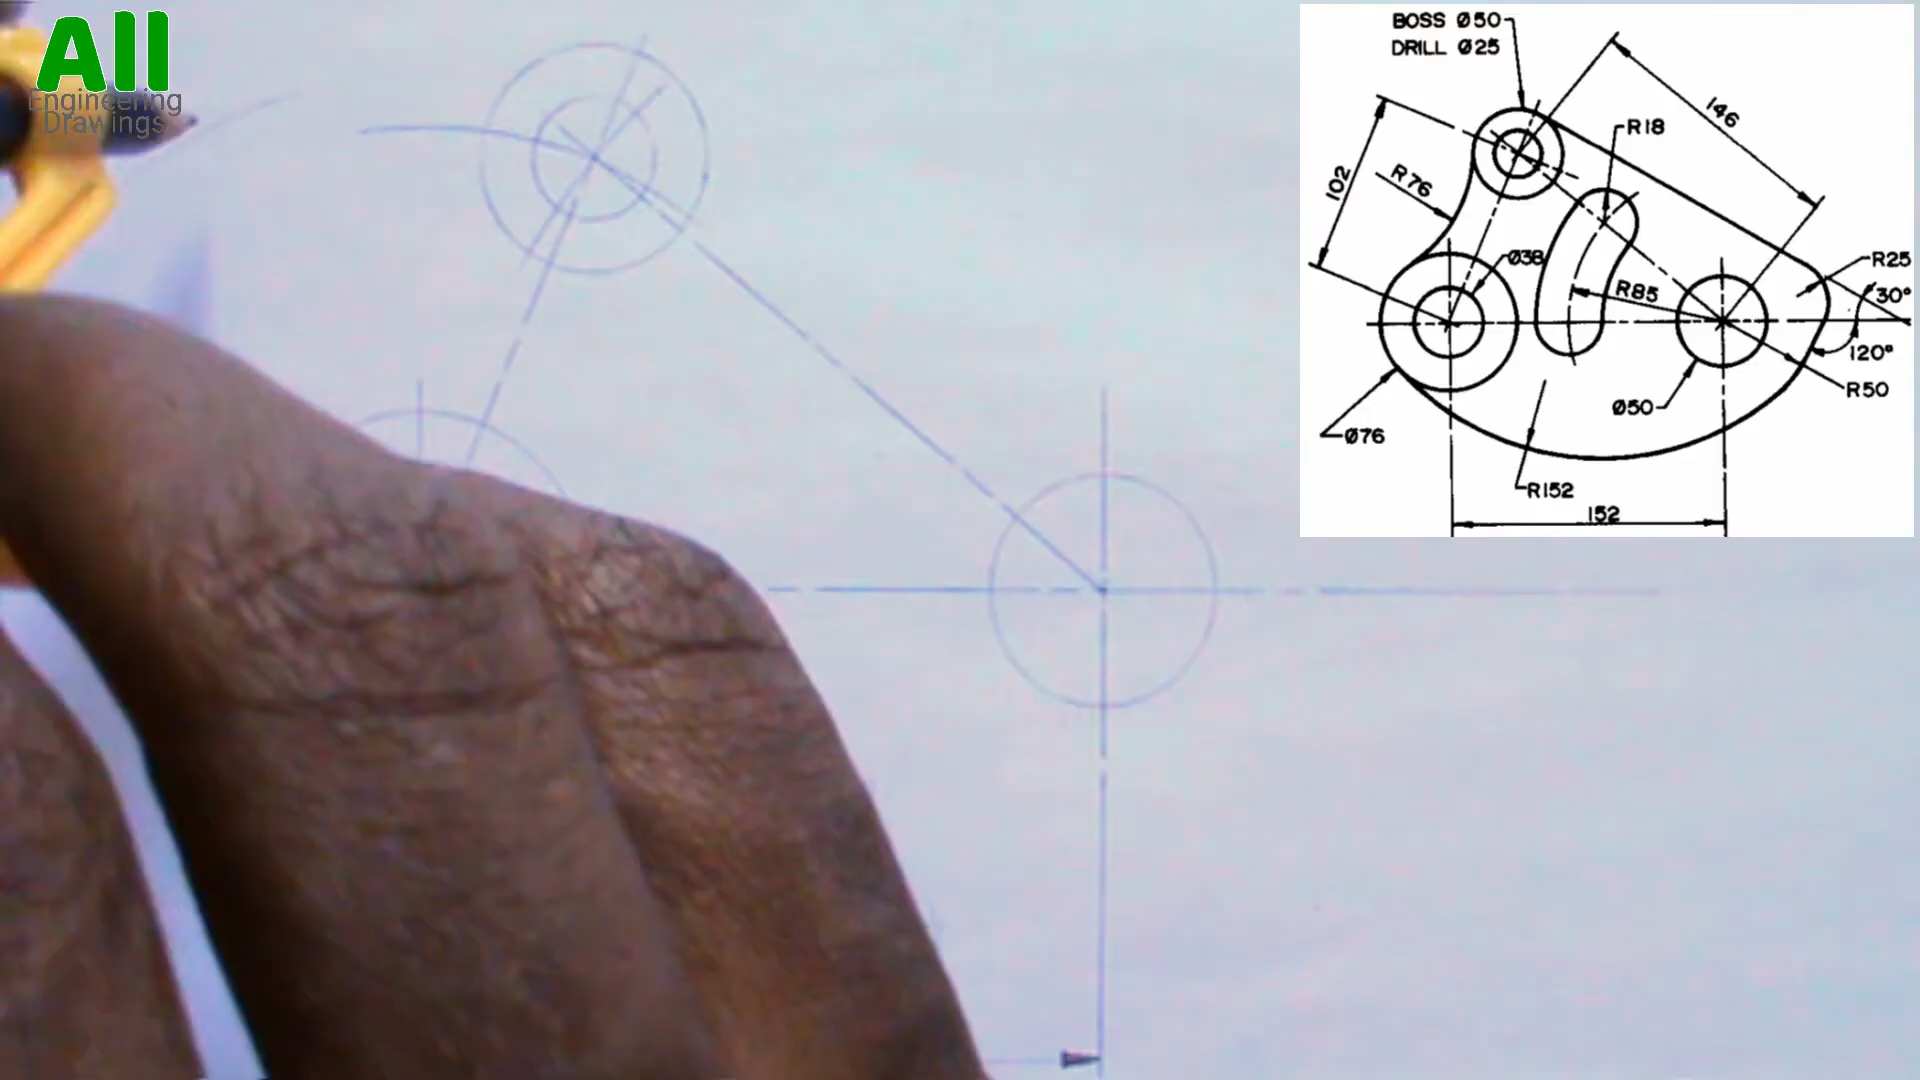 All
Engineering
Drawings
BOSS Ø50
DRILL Ø25
146
R18
102
R76
Ø38
R25
R85
30°
120°
R50
Ø50
Ø76
R152
152